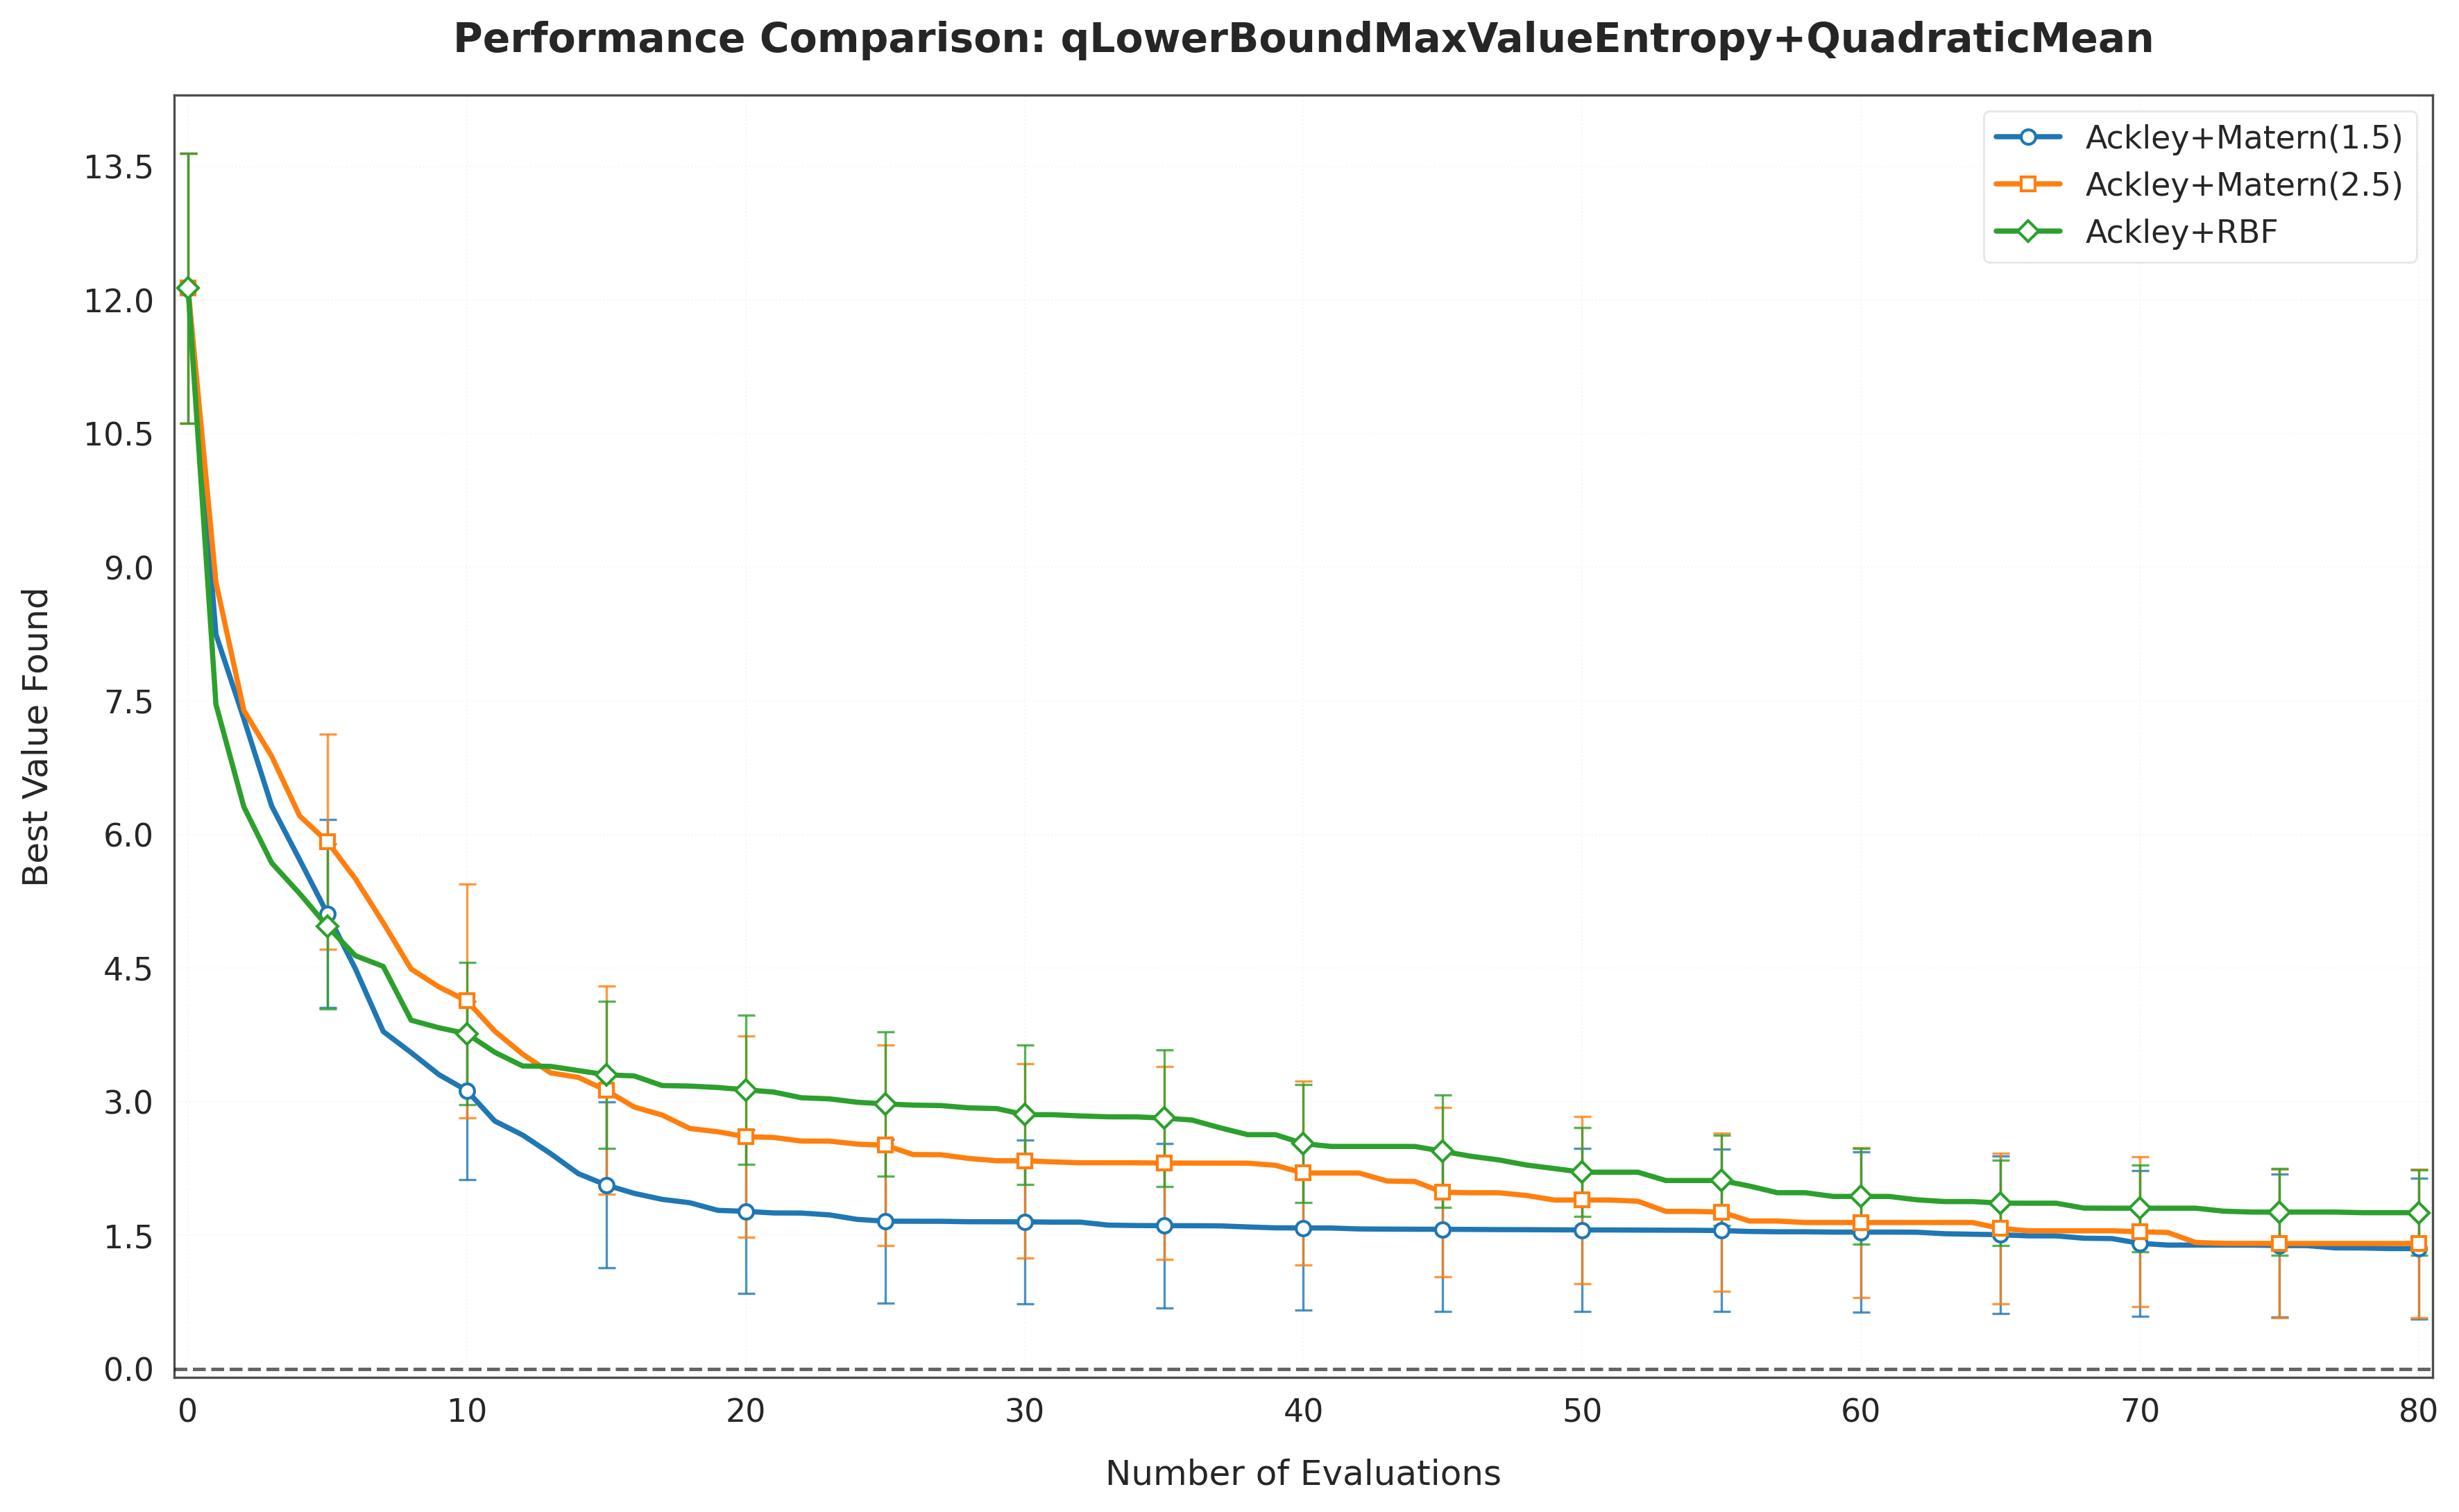 Performance Comparison: qLowerBoundMaxValueEntropy+QuadraticMean
Ackley+Matern(1.5)
Ackley+Matern(2.5)
Ackley+RBF
Best Value Found
13.5
12.0
10.5
9.0
7.5
6.0
4.5
3.0
1.5
0.0
0 10 20 30 40 50 60 70 80
Number of Evaluations